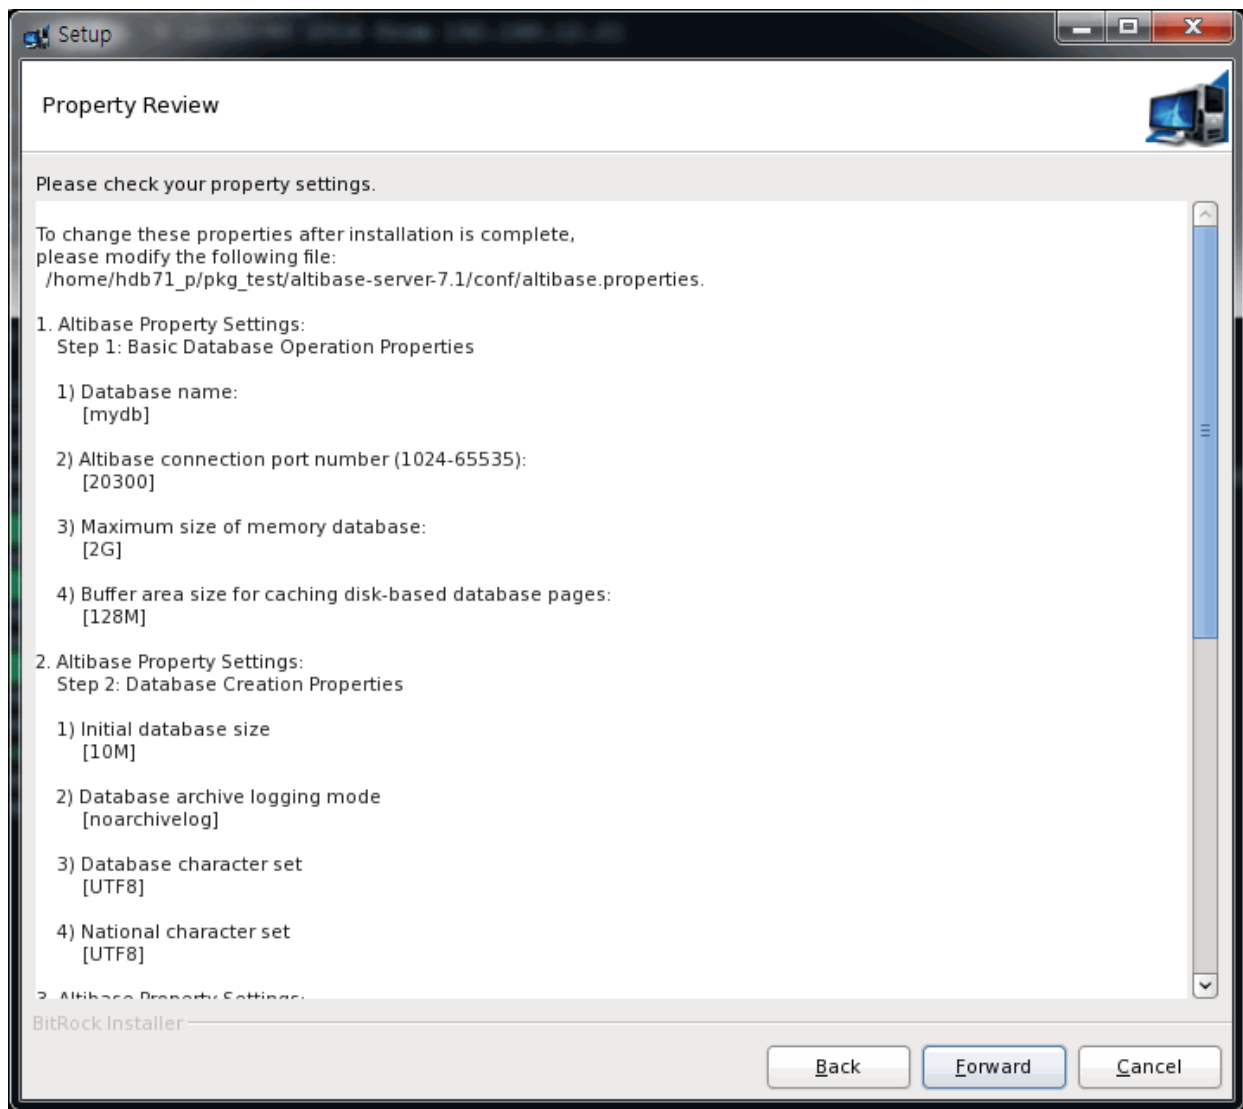 Setup
Property Review
Please check your property settings.
To change these properties after installation is complete,
please modify the following file:
/home/hdb71_p/pkg_test/altibase-server-7.1/conf/altibase.properties.
1. Altibase Property Settings:
Step 1: Basic Database Operation Properties
1) Database name:
[mydb]
2) Altibase connection port number (1024-65535):
[20300]
3) Maximum size of memory database:
[2G]
4) Buffer area size for caching disk-based database pages:
[128M]
2. Altibase Property Settings:
Step 2: Database Creation Properties
1) Initial database size
[10M]
2) Database archive logging mode
[noarchivelog]
3) Database character set
[UTF8]
4) National character set
[UTF8]
3. Altibase Property Settings:
BitRock Installer
Back
Forward
Cancel